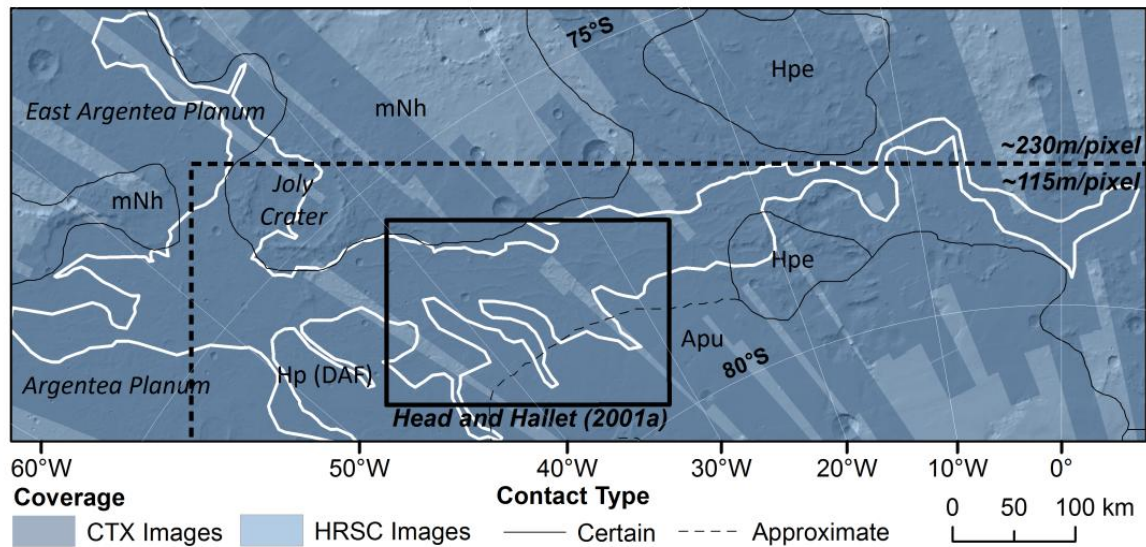 75°S
Hpe
East Argentea Planum
mNh
~230m/pixel
~115m/pixel
mNh
Joly
Crater
Hpe
Apu
80°S
Argentea Planum
Hp (DAF)
Head and Hallet (2001a)
60°W 50°W 40°W 30°W 20°W 10°W 0°
Coverage Contact Type 0 50 100 km
CTX Images HRSC Images Certain Approximate